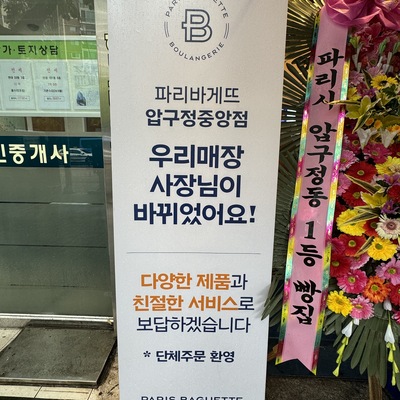 PARIS BAGUETTE
B
BOULANGERIE
파리바게뜨
압구정중앙점
우리매장
사장님이
바뀌었어요!
다양한 제품과
친절한 서비스로
보답하겠습니다
* 단체주문 환영
PARIS BAGUETTE
가·토지상담
인중개사
파리시 압구정동 1등 빵집